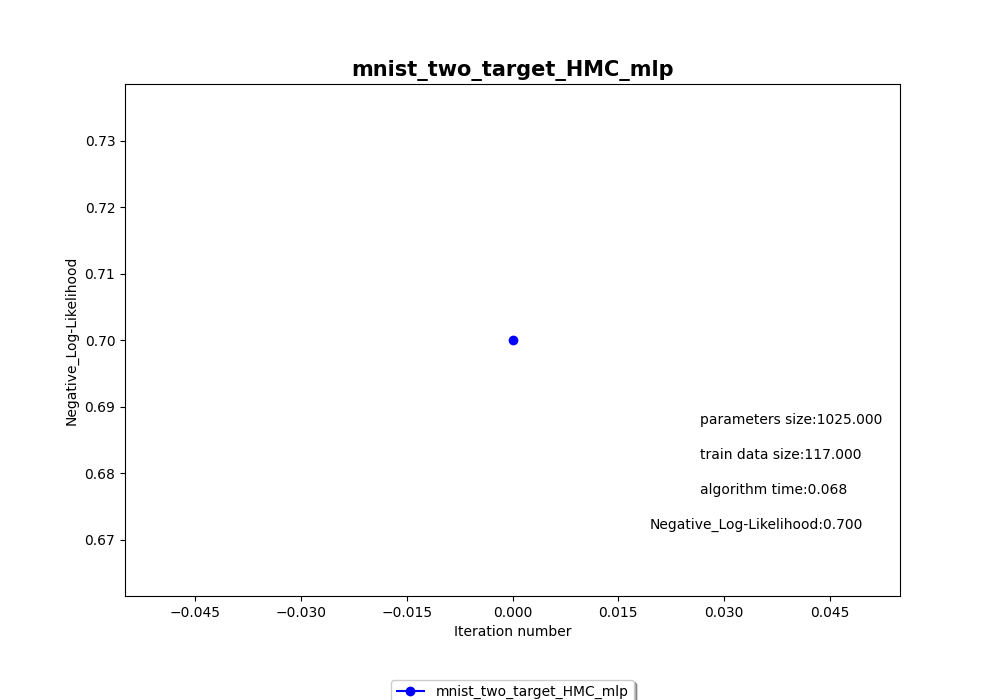 mnist_two_target_HMC_mlp
Negative_Log-Likelihood
0.73
0.72
0.71
0.70
0.69
0.68
0.67
parameters size:1025.000
train data size:117.000
algorithm time:0.068
Negative_Log-Likelihood:0.700
−0.045 −0.030 −0.015 0.000 0.015 0.030 0.045
Iteration number
mnist_two_target_HMC_mlp